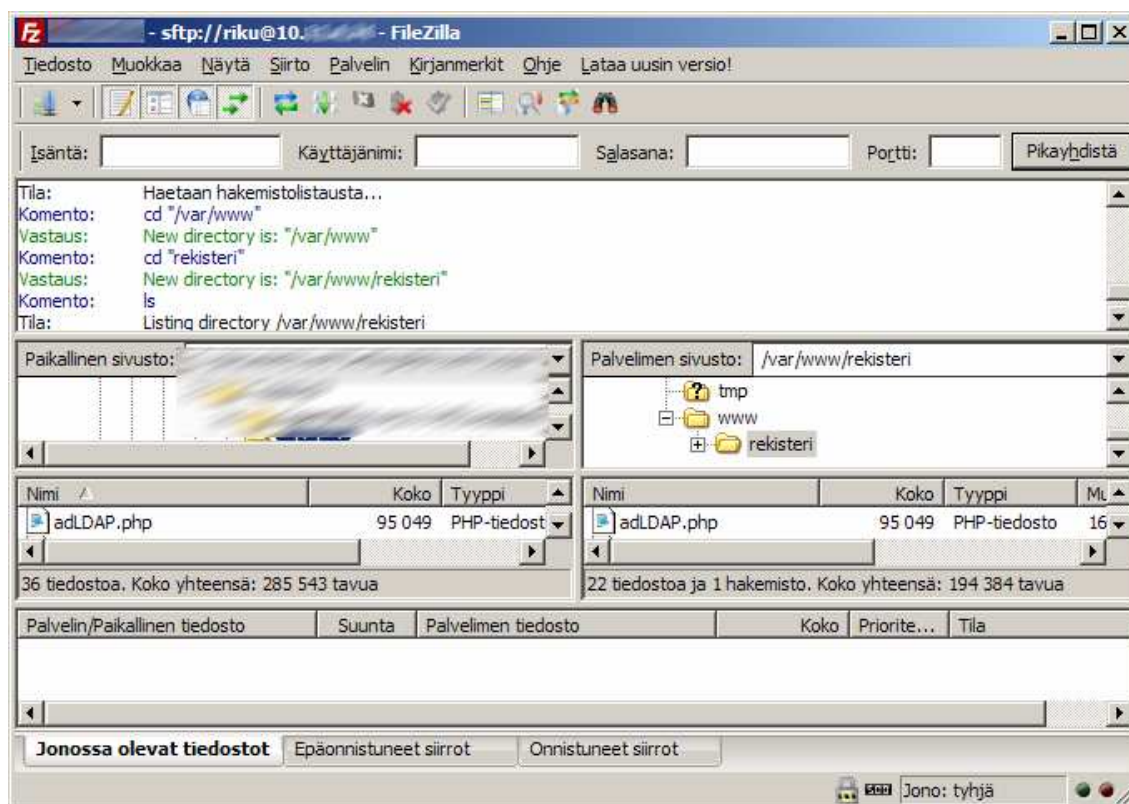 - sftp://riku@10. - FileZilla
Tiedosto Muokkaa Näytä Siirto Palvelin Kirjanmerkit Ohje Lataa uusin versio!
Isäntä: Käyttäjänimi: Salasana: Portti: Pikayhdistä
Tila: Haetaan hakemistolistausta...
Komento: cd "/var/www"
Vastaus: New directory is: "/var/www"
Komento: cd "rekisteri"
Vastaus: New directory is: "/var/www/rekisteri"
Komento: ls
Tila: Listing directory /var/www/rekisteri
Paikallinen sivusto: Palvelimen sivusto: /var/www/rekisteri
tmp
www
rekisteri
Nimi Koko Tyyppi Nimi Koko Tyyppi Mu
adLDAP.php 95 049 PHP-tiedost adLDAP.php 95 049 PHP-tiedosto 16
36 tiedostoa. Koko yhteensä: 285 543 tavua 22 tiedostoa ja 1 hakemisto. Koko yhteensä: 194 384 tavua
Palvelin/Paikallinen tiedosto Suunta Palvelimen tiedosto Koko Priorite... Tila
Jonossa olevat tiedostot Epäonnistuneet siirrot Onnistuneet siirrot
Jono: tyhjä